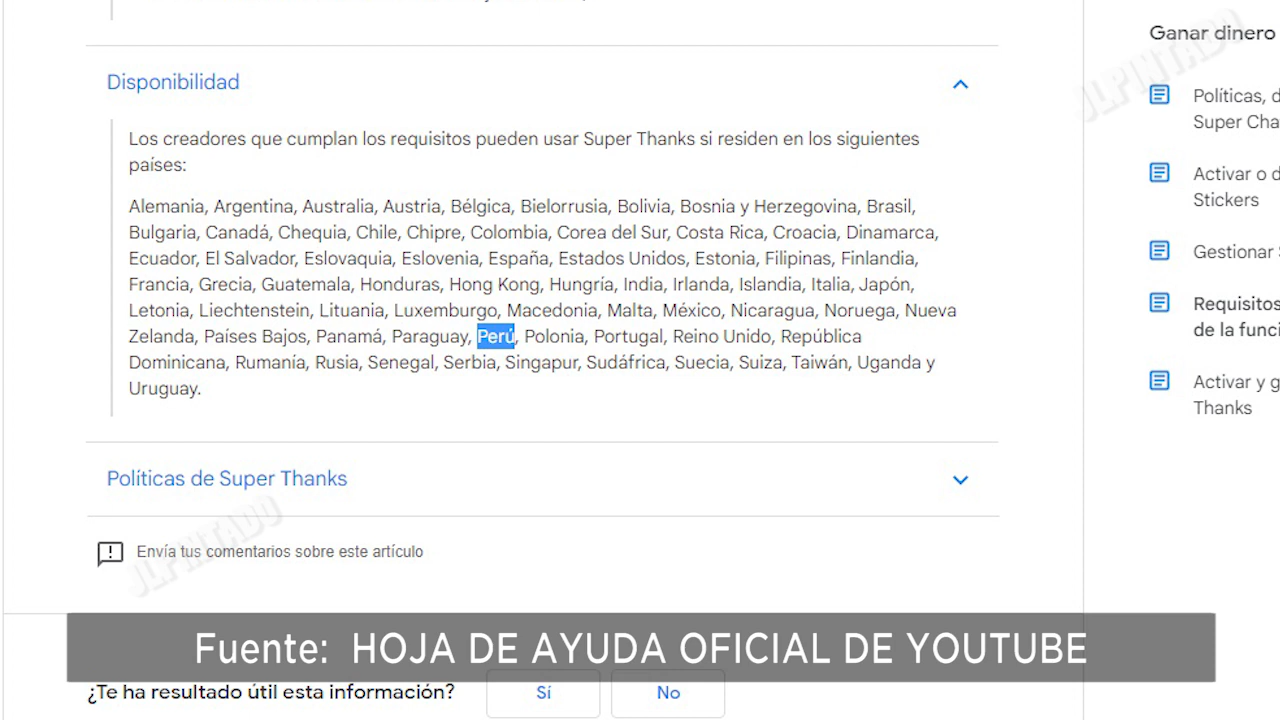 Disponibilidad
Los creadores que cumplan los requisitos pueden usar Super Thanks si residen en los siguientes
países:
Alemania, Argentina, Australia, Austria, Bélgica, Bielorrusia, Bolivia, Bosnia y Herzegovina, Brasil,
Bulgaria, Canadá, Chequia, Chile, Chipre, Colombia, Corea del Sur, Costa Rica, Croacia, Dinamarca,
Ecuador, El Salvador, Eslovaquia, Eslovenia, España, Estados Unidos, Estonia, Filipinas, Finlandia,
Francia, Grecia, Guatemala, Honduras, Hong Kong, Hungría, India, Irlanda, Islandia, Italia, Japón,
Letonia, Liechtenstein, Lituania, Luxemburgo, Macedonia, Malta, México, Nicaragua, Noruega, Nueva
Zelanda, Países Bajos, Panamá, Paraguay, Perú, Polonia, Portugal, Reino Unido, República
Dominicana, Rumanía, Rusia, Senegal, Serbia, Singapur, Sudáfrica, Suecia, Suiza, Taiwán, Uganda y
Uruguay.
Políticas de Super Thanks
Envía tus comentarios sobre este artículo
Fuente: HOJA DE AYUDA OFICIAL DE YOUTUBE
¿Te ha resultado útil esta información?
Sí
No
Ganar dinero
Políticas, d
Super Cha
Activar o d
Stickers
Gestionar
Requisitos
de la funci
Activar y g
Thanks
JLPINTADO
JLPINTADO